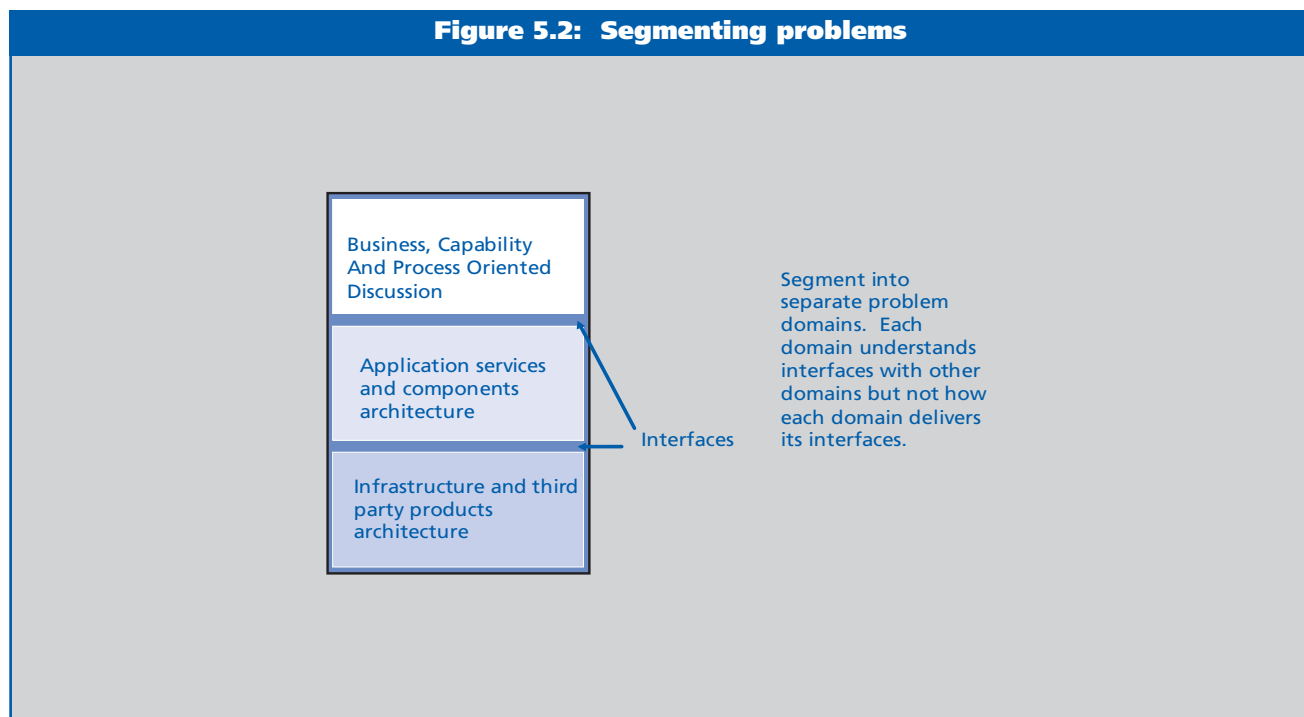 Figure 5.2: Segmenting problems
Business, Capability
And Process Oriented
Discussion
Application services
and components
architecture
Infrastructure and third
party products
architecture
Interfaces
Segment into
separate problem
domains. Each
domain understands
interfaces with other
domains but not how
each domain delivers
its interfaces.